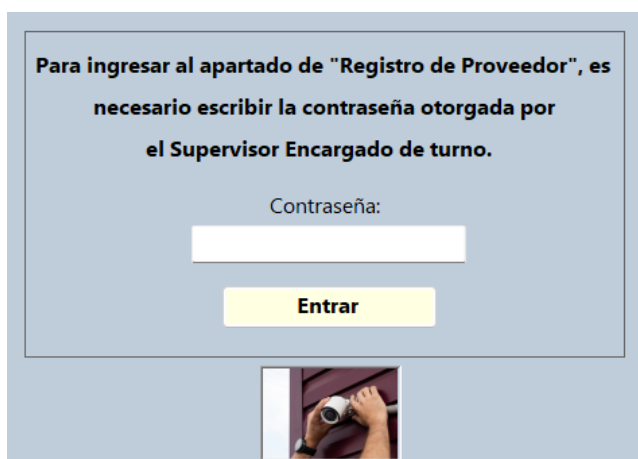 Para ingresar al apartado de "Registro de Proveedor", es
necesario escribir la contraseña otorgada por
el Supervisor Encargado de turno.
Contraseña:
Entrar